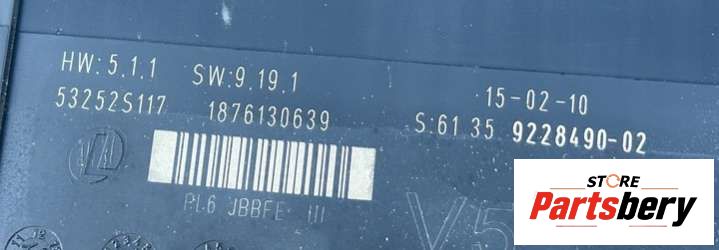 HW:5.1.1 SW:9.19.1
15-02-10
53252S117 1876130639
S:61 35 9228490-02
PL6 JBBFE III
V5
STORE
Partsbery